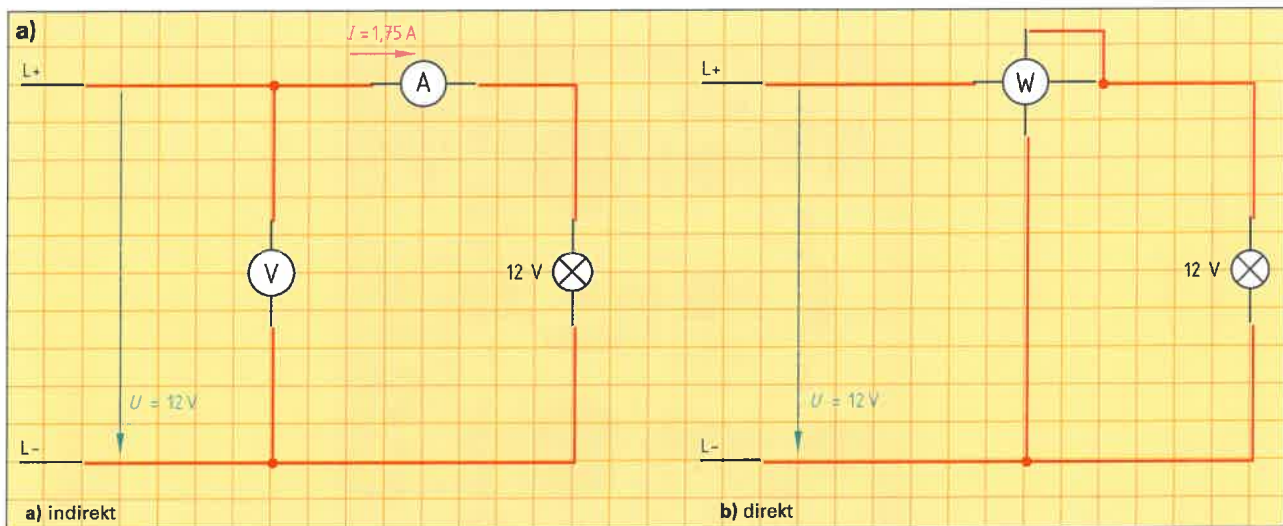 a)
I = 1,75 A
L+
A
V
12 V
U = 12 V
L-
a) indirekt
L+
W
12 V
U = 12 V
L-
b) direkt